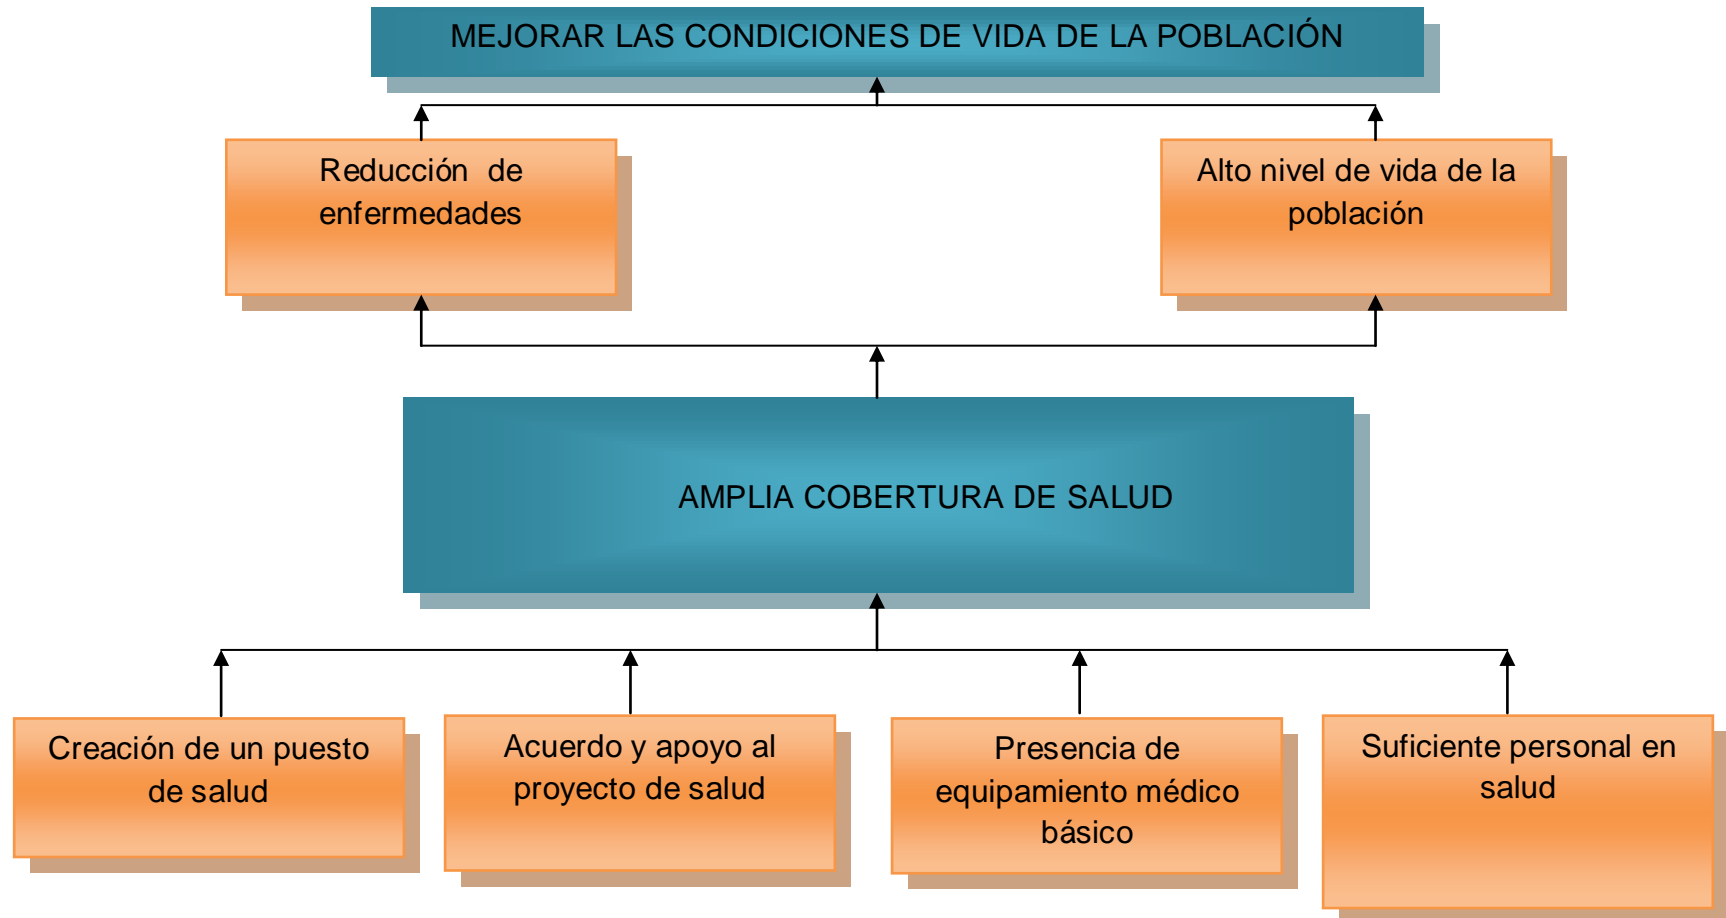 MEJORAR LAS CONDICIONES DE VIDA DE LA POBLACIÓN
Reducción de
enfermedades
Alto nivel de vida de la
población
AMPLIA COBERTURA DE SALUD
Creación de un puesto
de salud
Acuerdo y apoyo al
proyecto de salud
Presencia de
equipamiento médico
básico
Suficiente personal en
salud